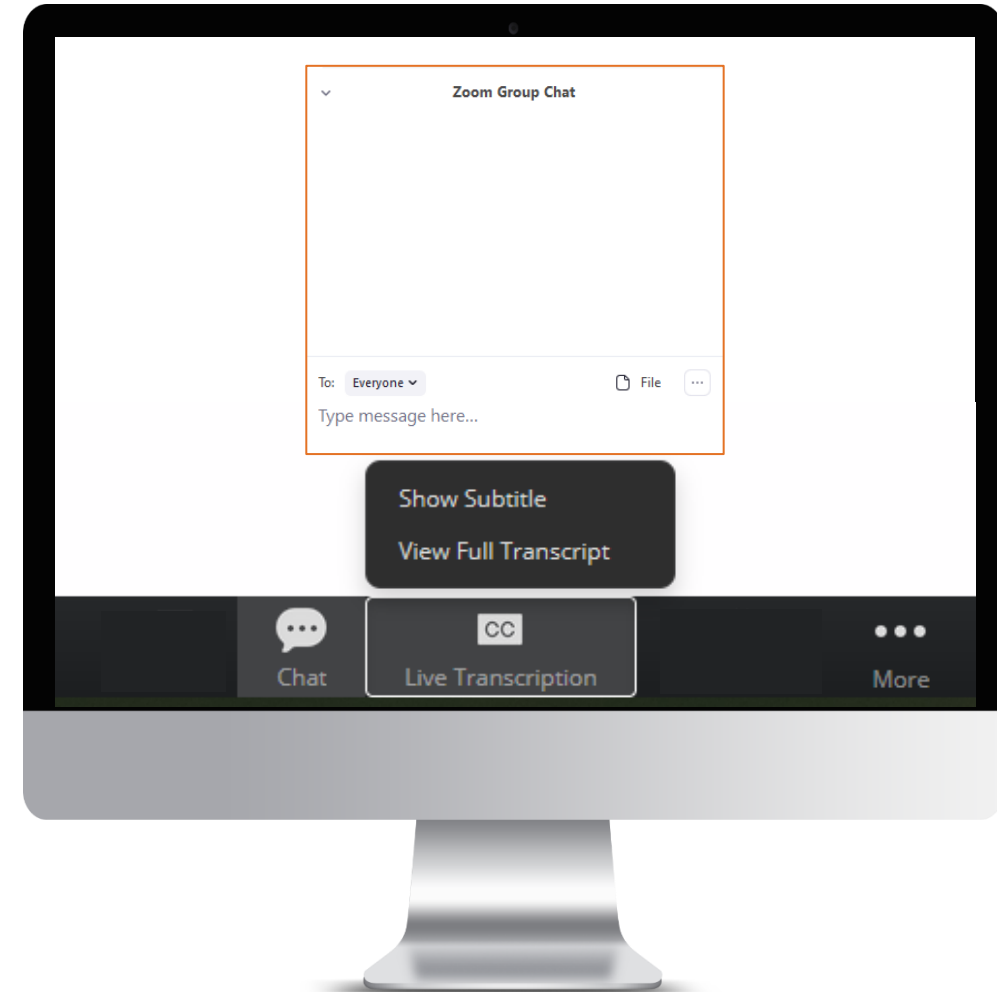 Zoom Group Chat
To: Everyone File
Type message here...
Show Subtitle
View Full Transcript
CC
Chat Live Transcription More